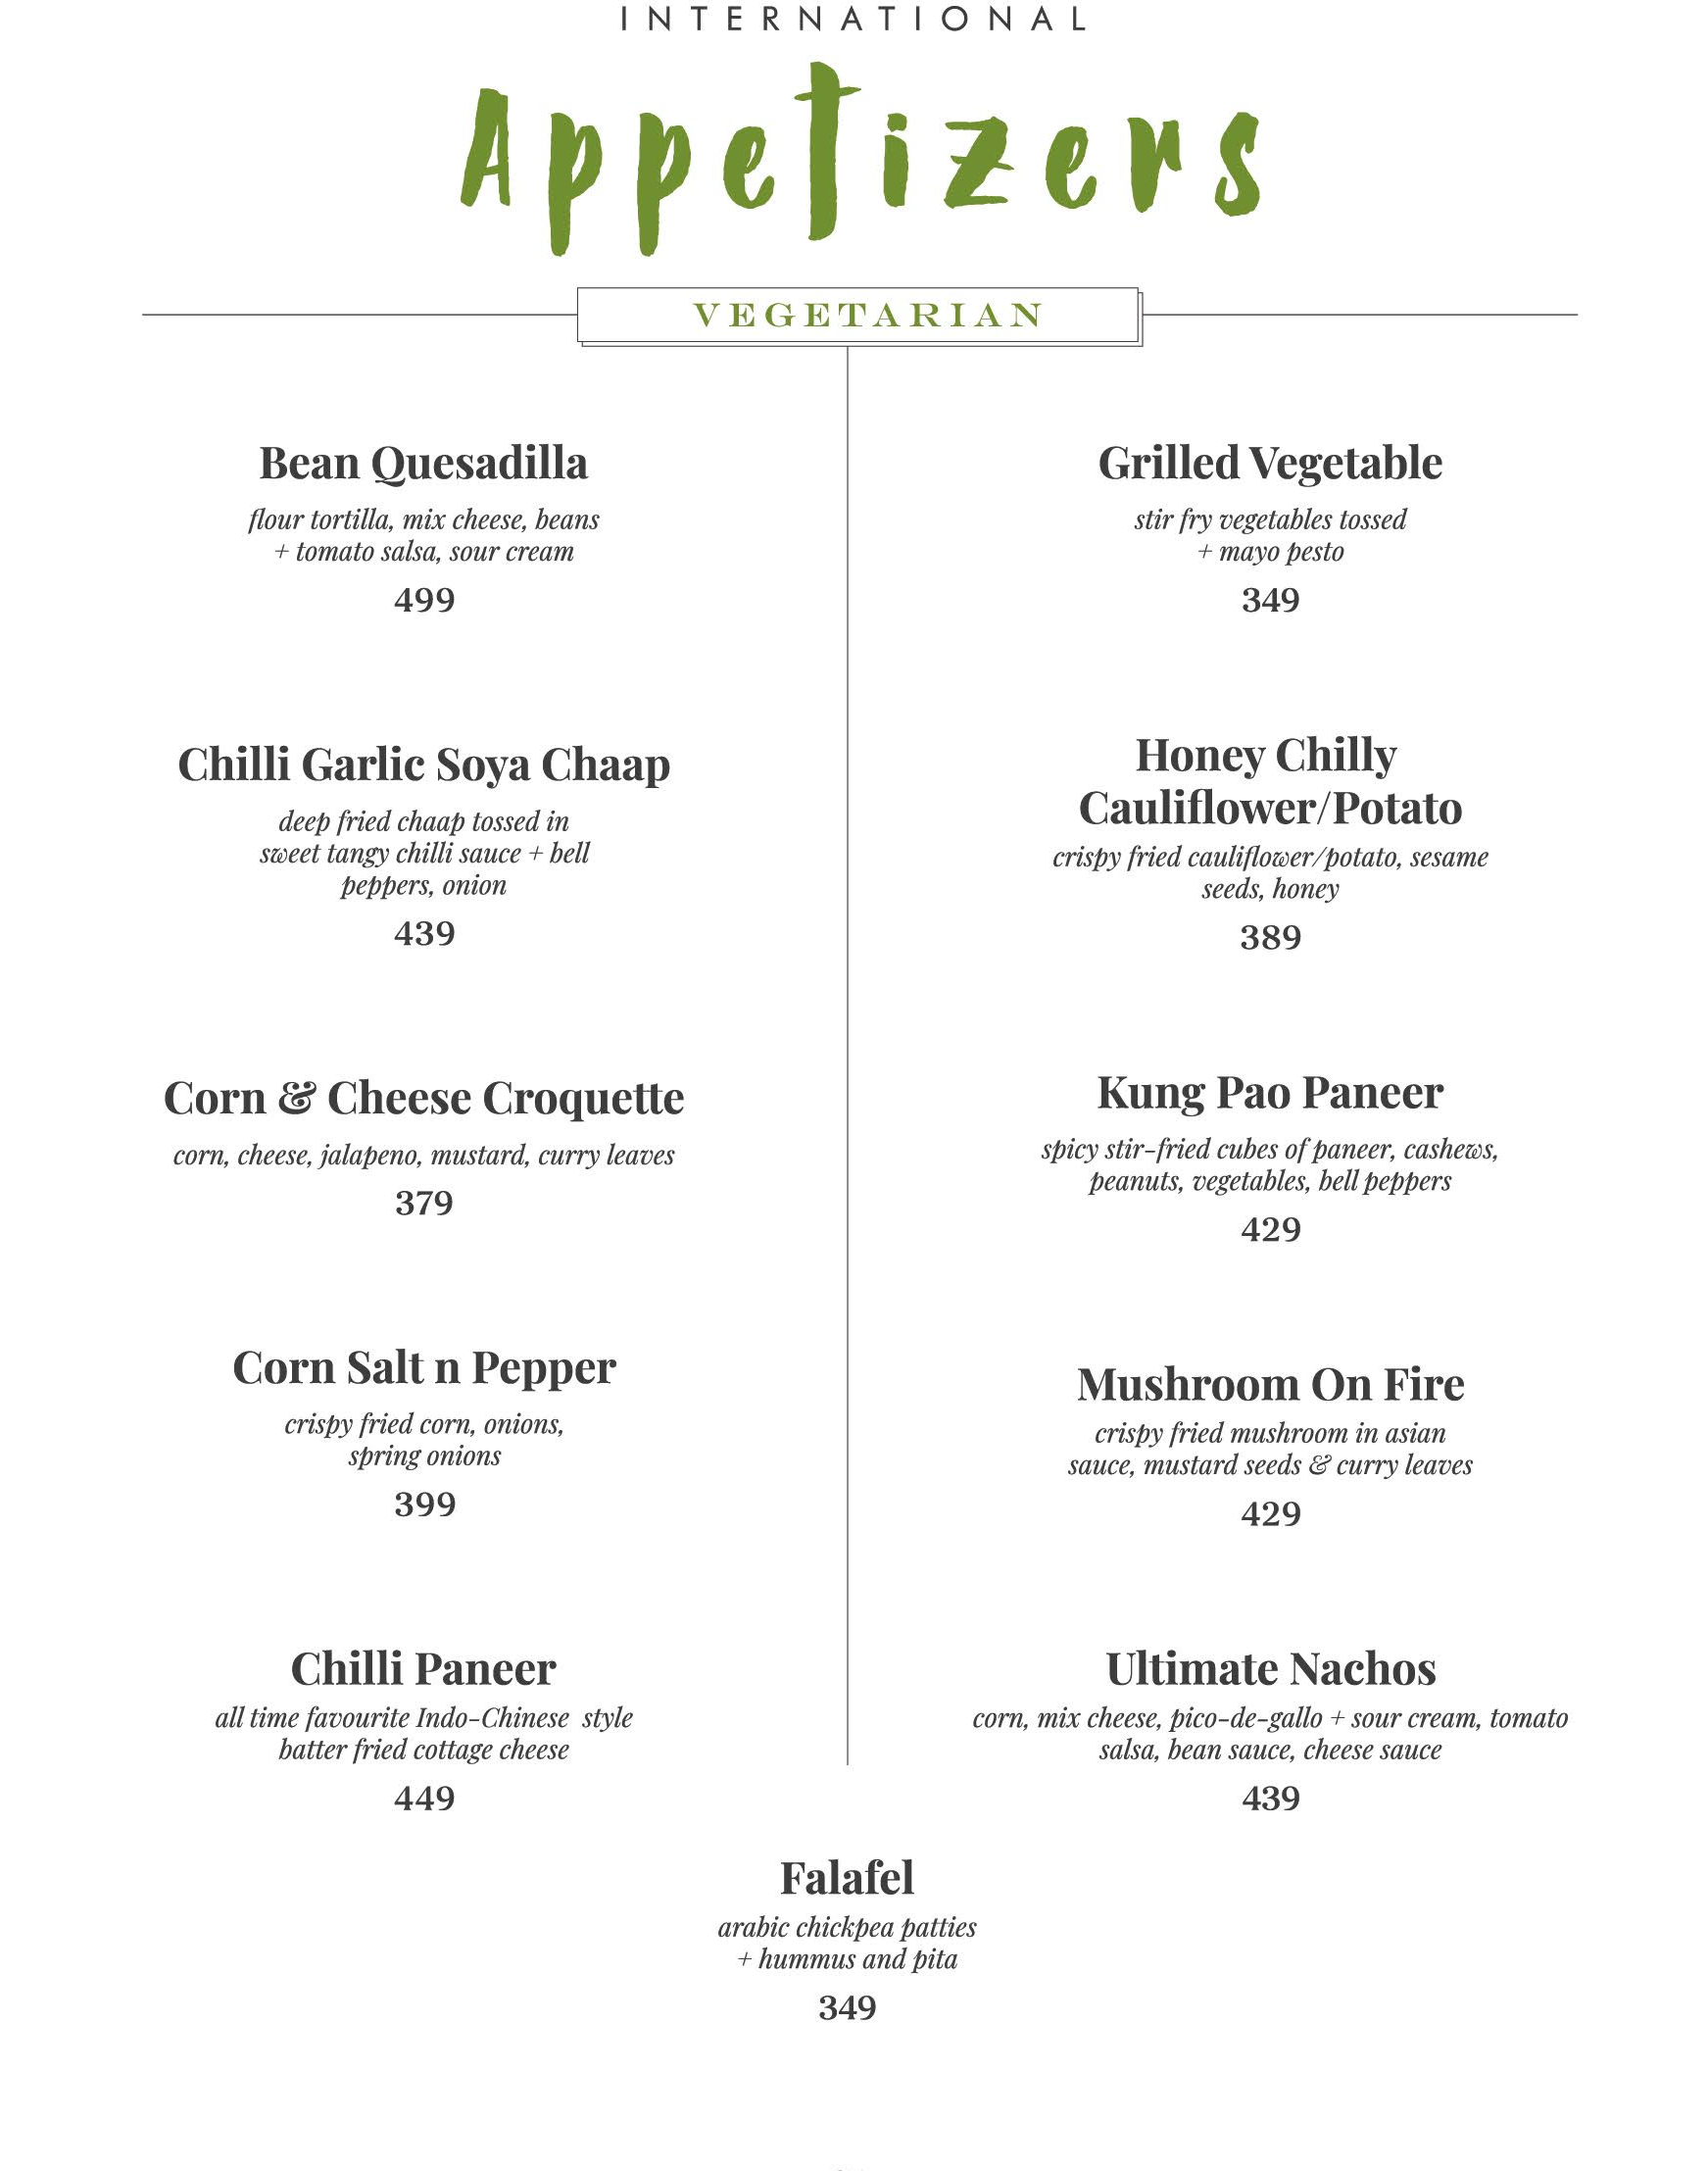 INTERNATIONAL
Appetizers
VEGETARIAN
Bean Quesadilla
flour tortilla, mix cheese, beans
+ tomato salsa, sour cream
499
Chilli Garlic Soya Chaap
deep fried chaap tossed in
sweet tangy chilli sauce + bell
peppers, onion
439
Corn & Cheese Croquette
corn, cheese, jalapeno, mustard, curry leaves
379
Corn Salt n Pepper
crispy fried corn, onions,
spring onions
399
Chilli Paneer
all time favourite Indo-Chinese  style
batter fried cottage cheese
449
Grilled Vegetable
stir fry vegetables tossed
+ mayo pesto
349
Honey Chilly
Cauliflower/Potato
crispy fried cauliflower/potato, sesame
seeds, honey
389
Kung Pao Paneer
spicy stir-fried cubes of paneer, cashews,
peanuts, vegetables, bell peppers
429
Mushroom On Fire
crispy fried mushroom in asian
sauce, mustard seeds & curry leaves
429
Ultimate Nachos
corn, mix cheese, pico-de-gallo + sour cream, tomato
salsa, bean sauce, cheese sauce
439
Falafel
arabic chickpea patties
+ hummus and pita
349